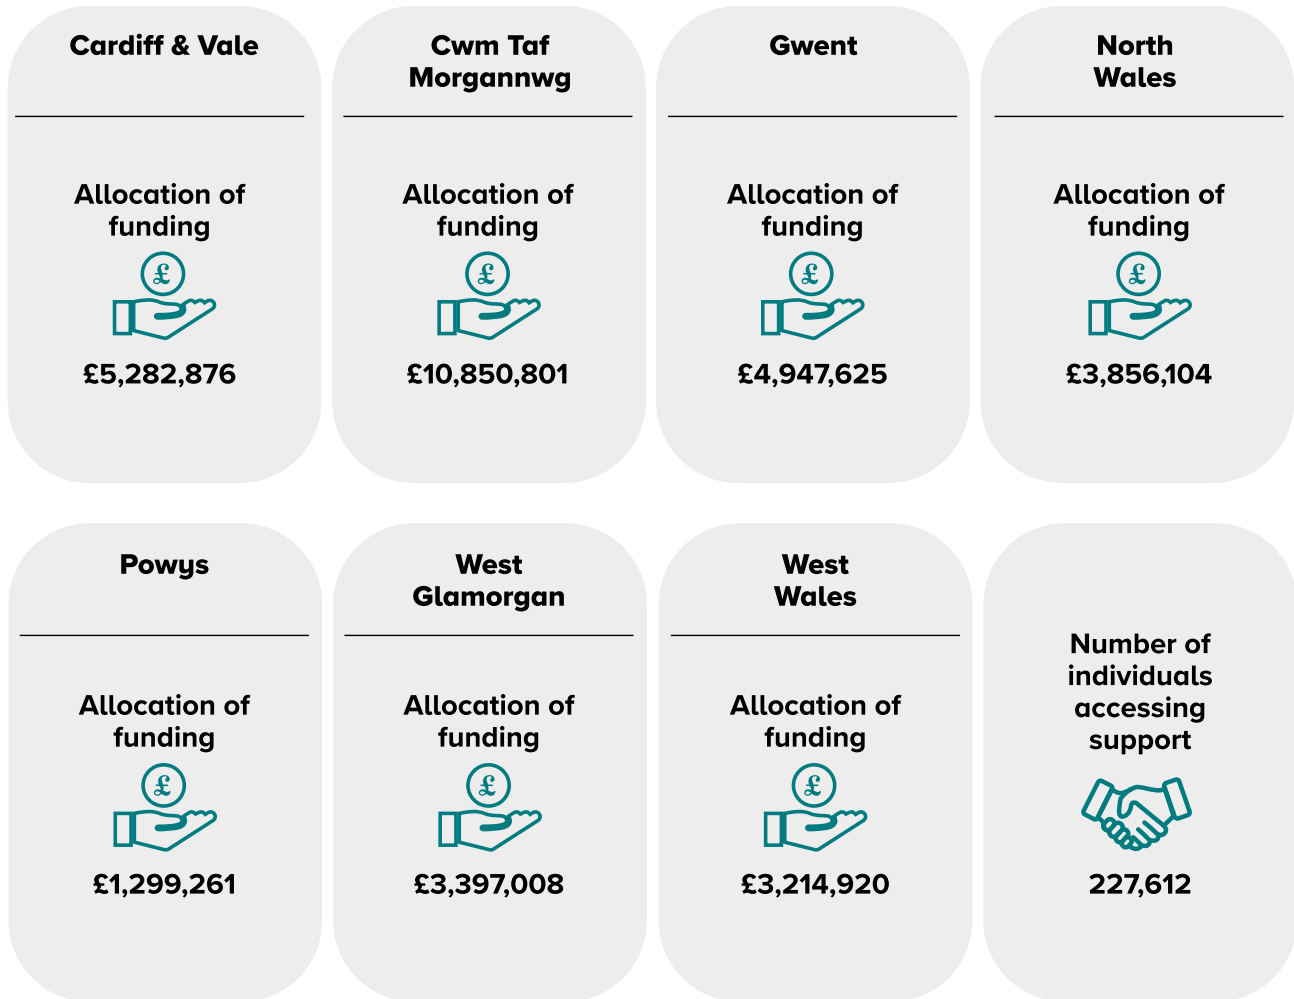 Cardiff & Vale
Allocation of
funding
£
£5,282,876
Cwm Taf
Morgannwg
Allocation of
funding
£
£10,850,801
Gwent
Allocation of
funding
£
£4,947,625
North
Wales
Allocation of
funding
£
£3,856,104
Powys
Allocation of
funding
£
£1,299,261
West
Glamorgan
Allocation of
funding
£
£3,397,008
West
Wales
Allocation of
funding
£
£3,214,920
Number of
individuals
accessing
support
227,612